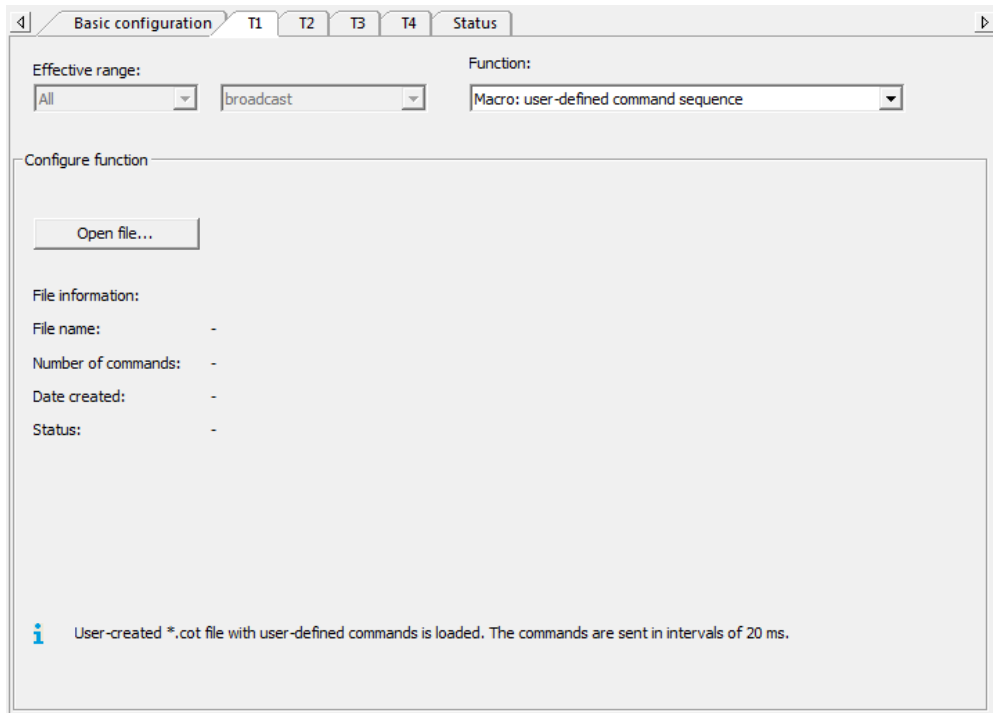 Basic configuration T1 T2 T3 T4 Status
Effective range: Function:
All broadcast Macro: user-defined command sequence
Configure function
Open file...
File information:
File name: -
Number of commands: -
Date created: -
Status: -
User-created *.cot file with user-defined commands is loaded. The commands are sent in intervals of 20 ms.